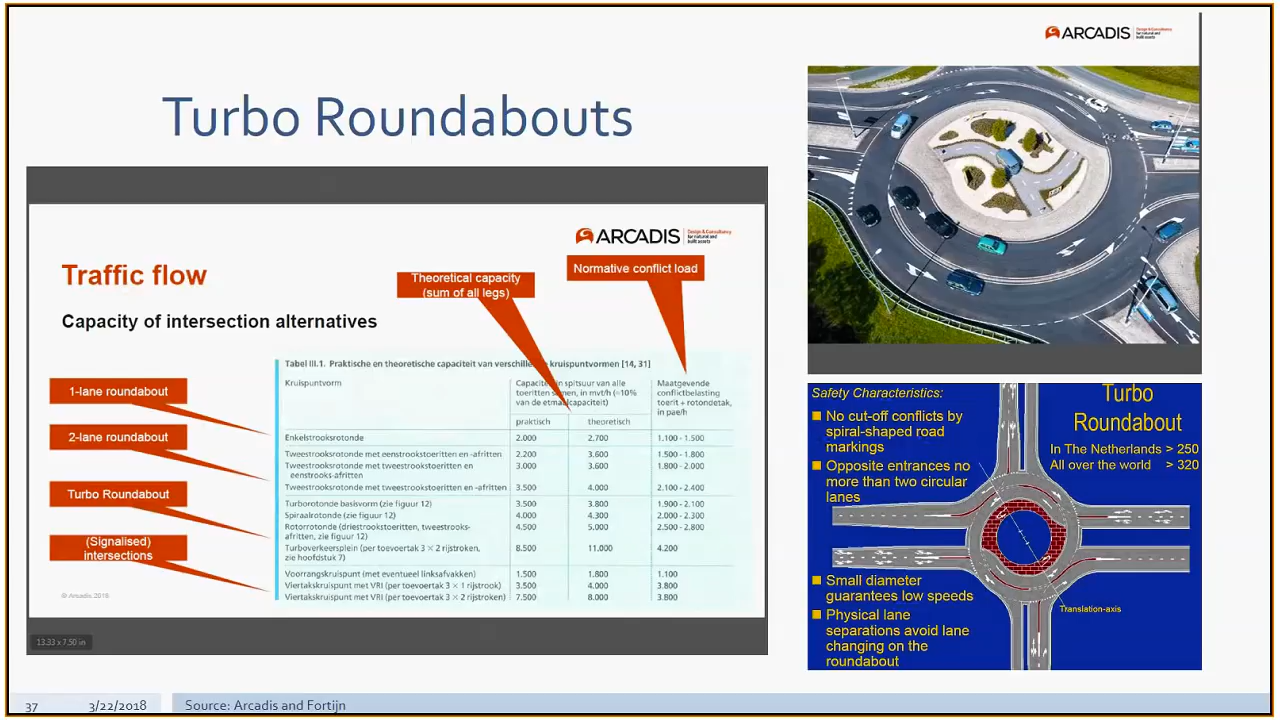 ARCADIS Design & Consultancy
for natural and
built assets
Turbo Roundabouts
ARCADIS Design & Consultancy
for natural and
built assets
Traffic flow
Capacity of intersection alternatives
Theoretical capacity
(sum of all legs)
Normative conflict load
1-lane roundabout
2-lane roundabout
Turbo Roundabout
(Signalised)
intersections
Tabel III.1. Praktische en theoretische capaciteit van kruispuntvormen [14, 31]
Kruispuntvorm
in spitsuur van alle
toeritten in mvt/h (=10%
van de
praktisch theoretisch
Maatgevende
conflictbelasting
toerit + rotondetak,
in pae/h
Enkelstrooksrotonde 2.000 2.700 1.100 - 1.500
Tweestrooksrotonde met eenstrookstoeritten en -afritten 2.200 3.600 1.500 - 1.800
Tweestrooksrotonde met tweestrookstoeritten en 3.000 3.600 1.800 - 2.000
eenstrooks-afritten
Tweestrooksrotonde met tweestrookstoeritten en -afritten 3.500 4.000 2.100 - 2.400
Turborotonde basisvorm (zie figuur 12) 3.500 3.800 1.900 - 2.100
Spiraalrotonde (zie figuur 12) 4.000 4.300 2.000 - 2.300
Rotorrotonde (driestrookstoeritten, tweestrooks- 4.500 5.000 2.500 - 2.800
afritten, zie figuur 12)
Turboverkeersplein (per toevoertak 3 × 2 rijstroken, 8.500 11.000 4.200
zie hoofdstuk 7)
Voorrangskruispunt (met eventueel linksafvakken) 1.500 1.800 1.100
Viertakskruispunt met VRI (per toevoertak 3 × 1 rijstrook) 3.500 4.000 3.800
Viertakskruispunt met VRI (per toevoertak 3 × 2 rijstroken) 7.500 8.000 3.800
© Arcadis 2016
13.33 x 7.50 in
Safety Characteristics:
No cut-off conflicts by
spiral-shaped road
markings
Opposite entrances no
more than two circular
lanes
Small diameter
guarantees low speeds
Physical lane
separations avoid lane
changing on the
roundabout
Turbo
Roundabout
In The Netherlands > 250
All over the world > 320
Translation-axis
37 3/22/2018 Source: Arcadis and Fortijn